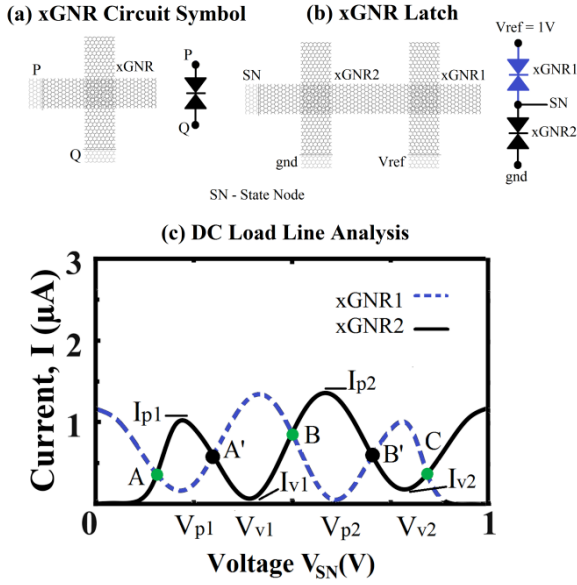 (a) xGNR Circuit Symbol
P
xGNR
Q
P
Q
(b) xGNR Latch
SN
xGNR2
xGNR1
gnd
Vref
Vref = 1V
xGNR1
SN
xGNR2
gnd
SN - State Node
(c) DC Load Line Analysis
Current, I (μA)
3
2
1
0
1
xGNR1
xGNR2
Ip1
Ip2
A
A'
Iv1
B
B'
C
Iv2
Vp1
Vv1
Vp2
Vv2
Voltage VSN(V)